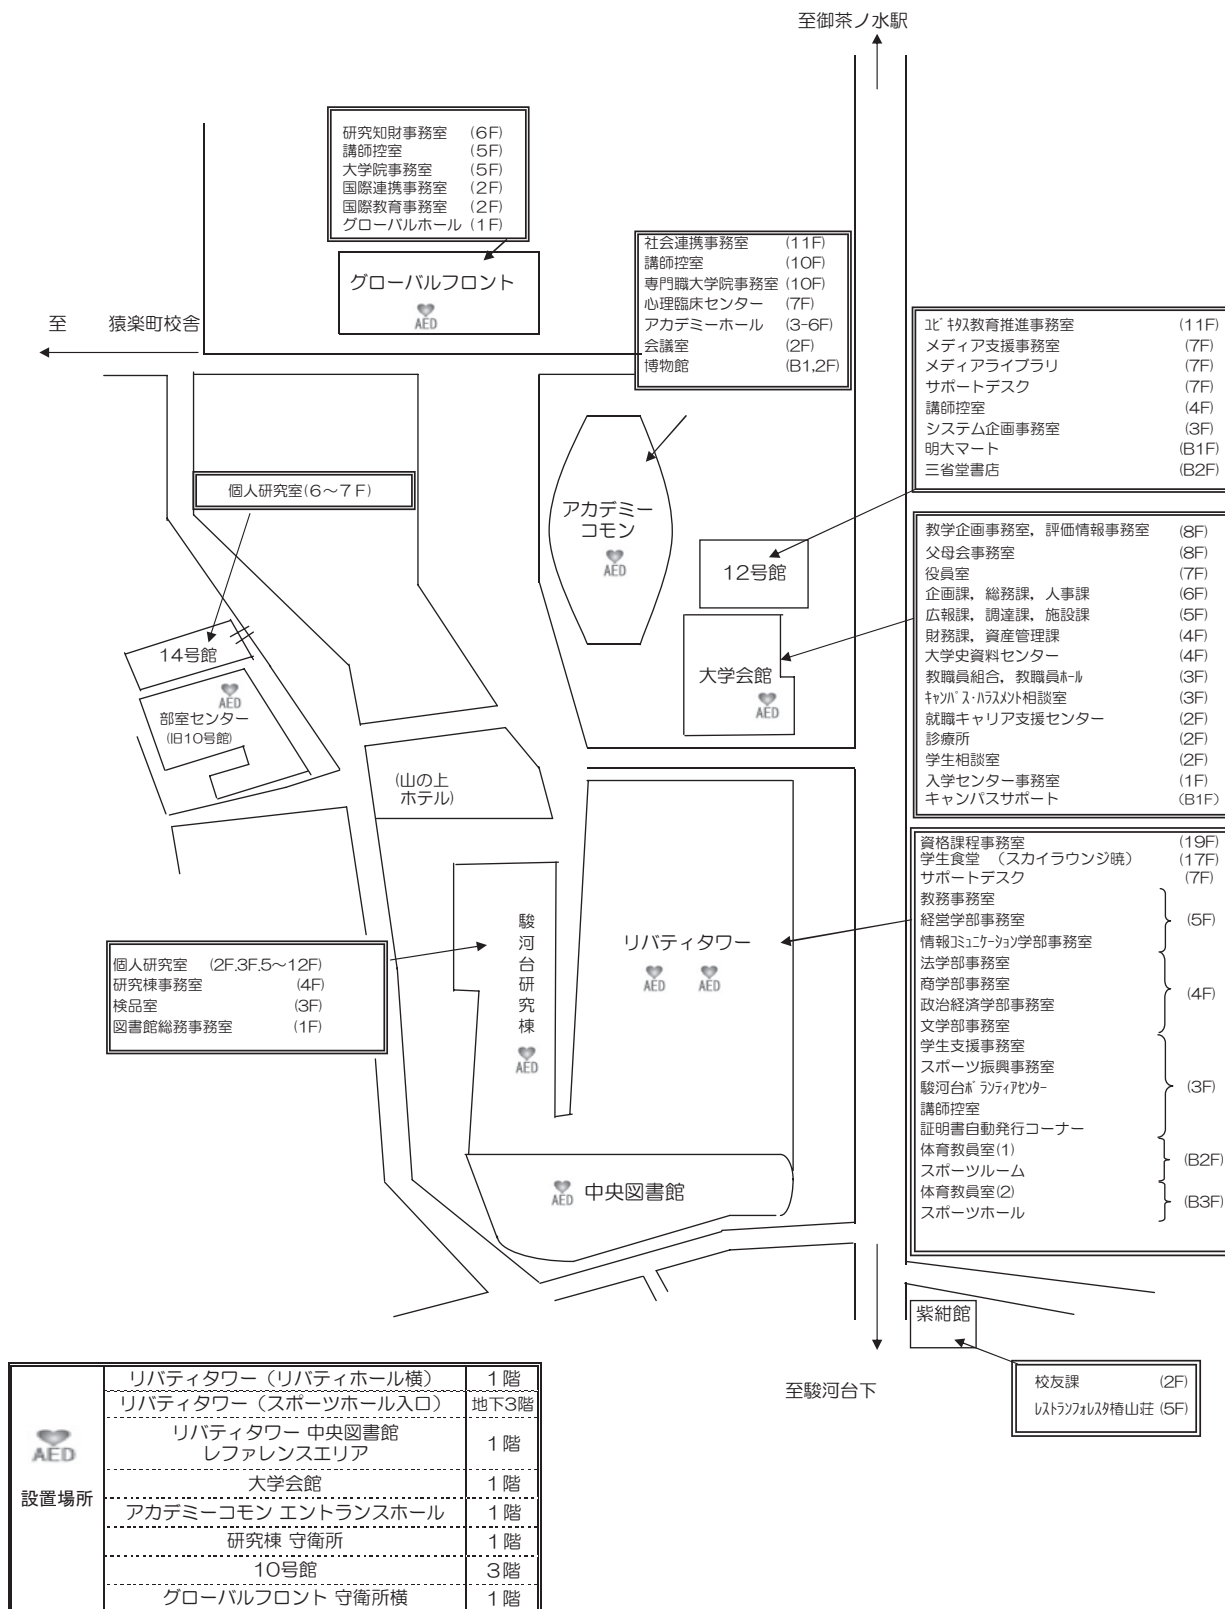 至御茶ノ水駅
研究知財事務室 (6F)
講師控室 (5F)
大学院事務室 (5F)
国際連携事務室 (2F)
国際教育事務室 (2F)
グローバルホール (1F)
グローバルフロント
AED
至 猿楽町校舎
社会連携事務室 (11F)
講師控室 (10F)
専門職大学院事務室 (10F)
心理臨床センター (7F)
アカデミーホール (3-6F)
会議室 (2F)
博物館 (B1,2F)
ﾕﾋﾞｷﾀｽ教育推進事務室 (11F)
メディア支援事務室 (7F)
メディアライブラリ (7F)
サポートデスク (7F)
講師控室 (4F)
システム企画事務室 (3F)
明大マート (B1F)
三省堂書店 (B2F)
個人研究室(6～7F)
アカデミー
コモン
AED
12号館
教学企画事務室，評価情報事務室 (8F)
父母会事務室 (8F)
役員室 (7F)
企画課，総務課，人事課 (6F)
広報課，調達課，施設課 (5F)
財務課，資産管理課 (4F)
大学史資料センター (4F)
教職員組合，教職員ﾎｰﾙ (3F)
ｷｬﾝﾊﾟｽ･ﾊﾗｽﾒﾝﾄ相談室 (3F)
就職キャリア支援センター (2F)
診療所 (2F)
学生相談室 (2F)
入学センター事務室 (1F)
キャンパスサポート (B1F)
14号館
AED
部室センター
(旧10号館)
大学会館
AED
(山の上
ホテル)
資格課程事務室 (19F)
学生食堂 （スカイラウンジ暁） (17F)
サポートデスク (7F)
教務事務室
経営学部事務室 (5F)
情報ｺﾐｭﾆｹｰｼｮﾝ学部事務室
法学部事務室
商学部事務室
政治経済学部事務室 (4F)
文学部事務室
学生支援事務室
スポーツ振興事務室
駿河台ﾎﾞﾗﾝﾃｨｱｾﾝﾀｰ (3F)
講師控室
証明書自動発行コーナー
体育教員室(1)
スポーツルーム (B2F)
体育教員室(2)
スポーツホール (B3F)
個人研究室 (2F.3F.5～12F)
研究棟事務室 (4F)
検品室 (3F)
図書館総務事務室 (1F)
駿河台研究棟
AED
リバティタワー
AED AED
AED 中央図書館
紫紺館
至駿河台下
校友課 (2F)
ﾚｽﾄﾗﾝﾌｫﾚｽﾀ椿山荘 (5F)
AED
設置場所
リバティタワー（リバティホール横） 1階
リバティタワー（スポーツホール入口） 地下3階
リバティタワー 中央図書館
レファレンスエリア 1階
大学会館 1階
アカデミーコモン エントランスホール 1階
研究棟 守衛所 1階
10号館 3階
グローバルフロント 守衛所横 1階